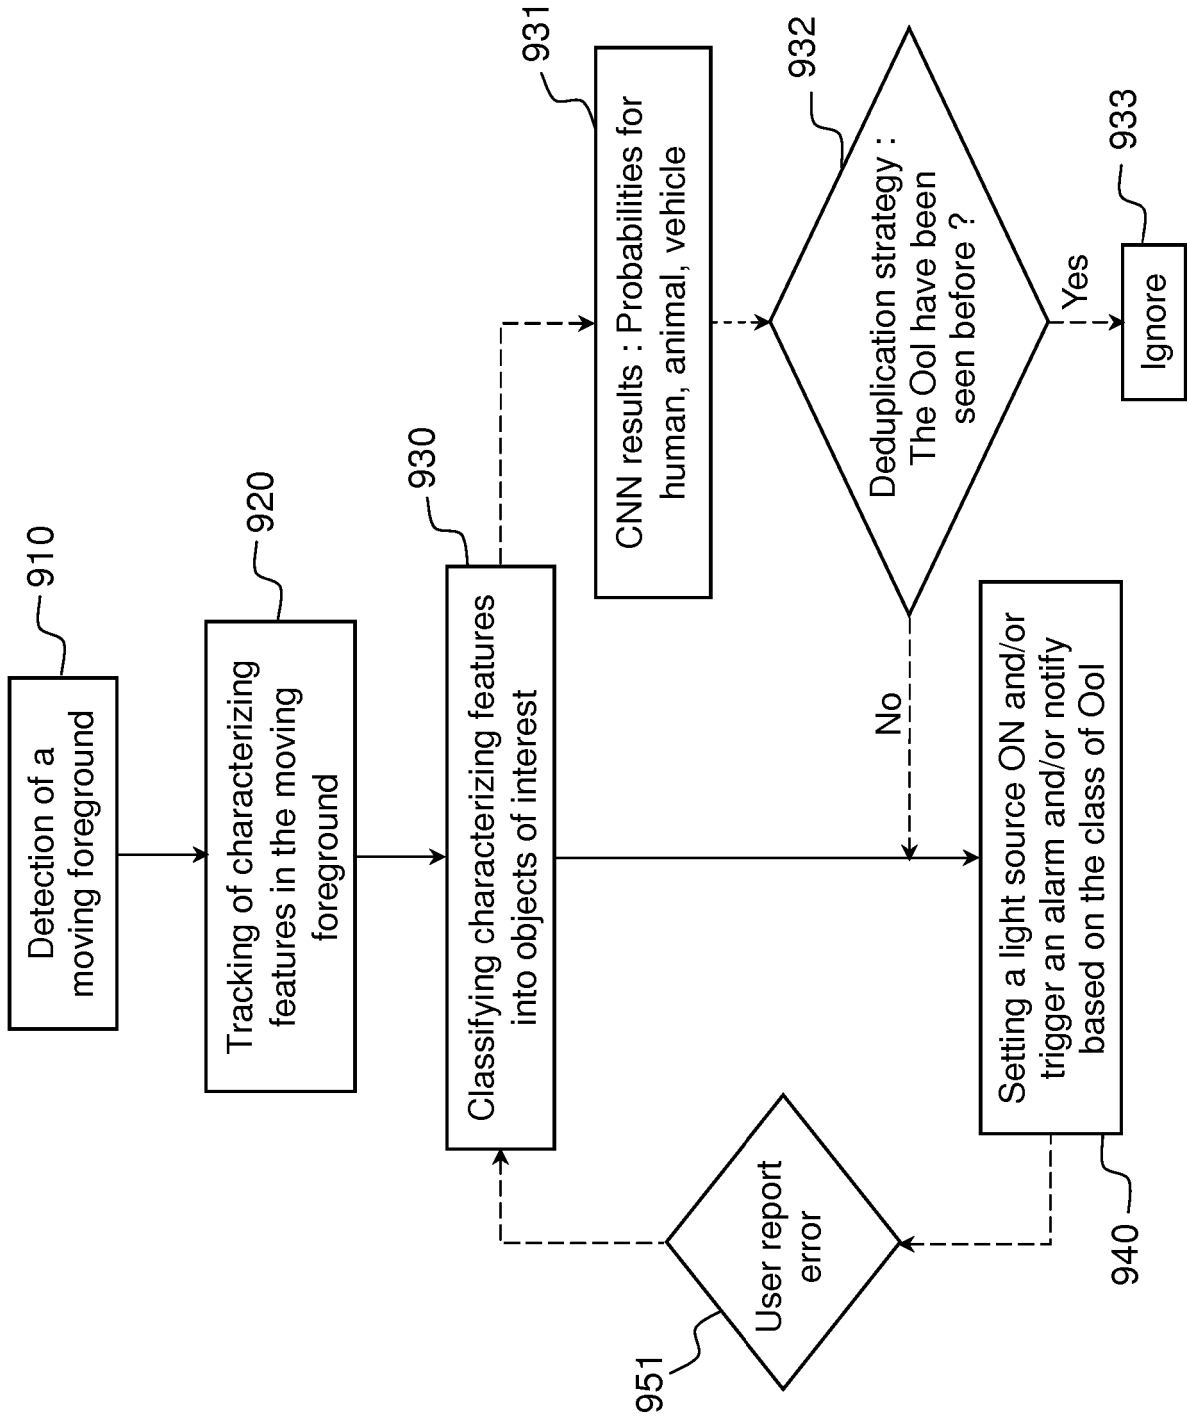 910
Detection of a
moving foreground
920
Tracking of characterizing
features in the moving
foreground
930
Classifying characterizing features
into objects of interest
931
CNN results : Probabilities for
human, animal, vehicle
932
Deduplication strategy :
The OoI have been
seen before ?
Yes
933
Ignore
No
Setting a light source ON and/or
trigger an alarm and/or notify
based on the class of OoI
940
User report
error
951